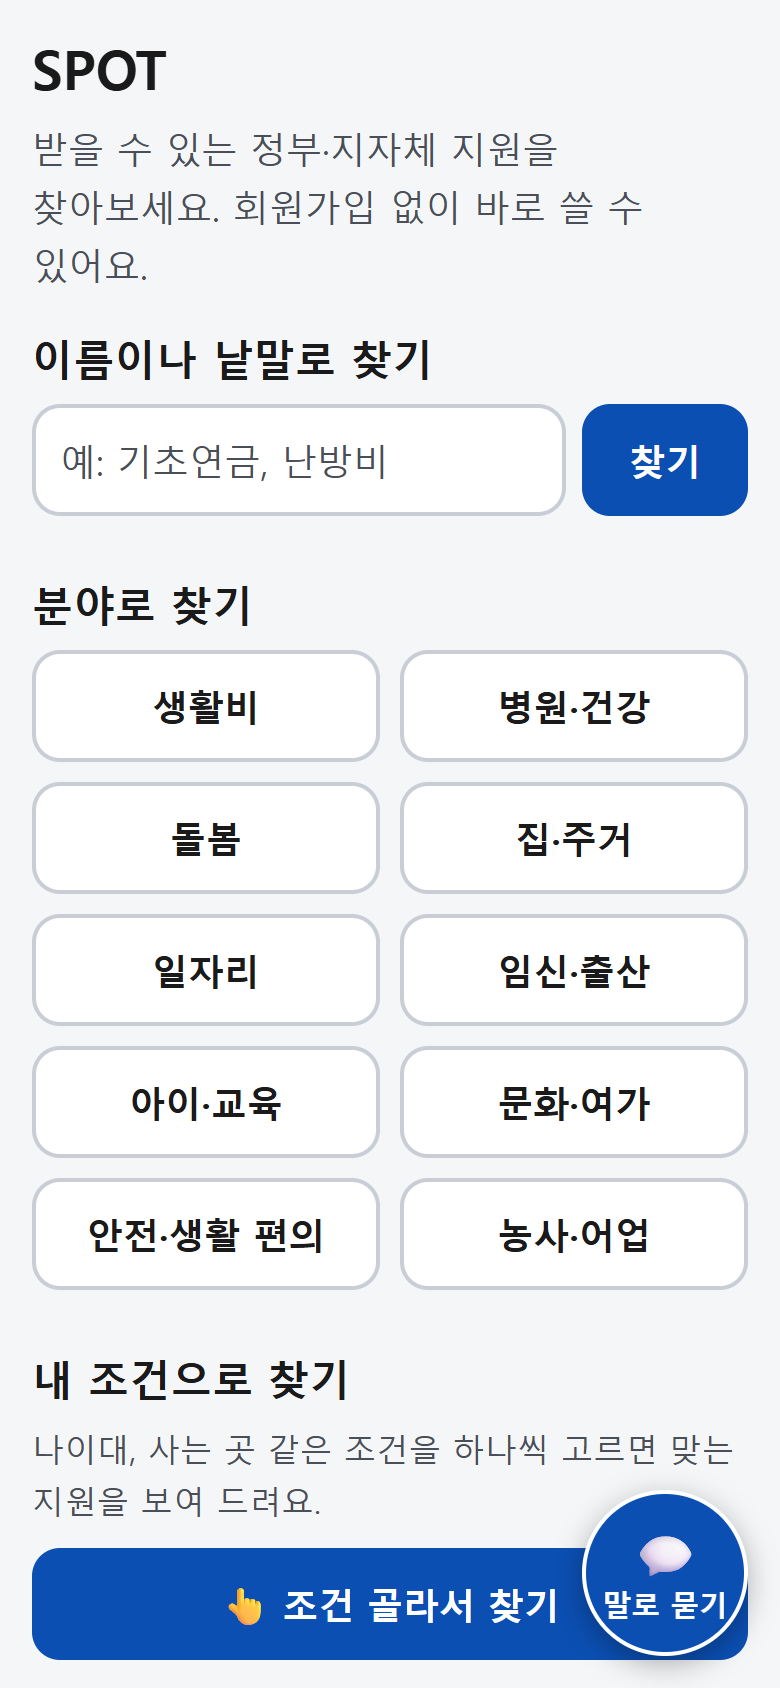 SPOT
받을 수 있는 정부·지자체 지원을
찾아보세요. 회원가입 없이 바로 쓸 수
있어요.
이름이나 낱말로 찾기
예: 기초연금, 난방비
찾기
분야로 찾기
생활비
병원·건강
돌봄
집·주거
일자리
임신·출산
아이·교육
문화·여가
안전·생활 편의
농사·어업
내 조건으로 찾기
나이대, 사는 곳 같은 조건을 하나씩 고르면 맞는
지원을 보여 드려요.
👆 조건 골라서 찾기
💬 말로 묻기